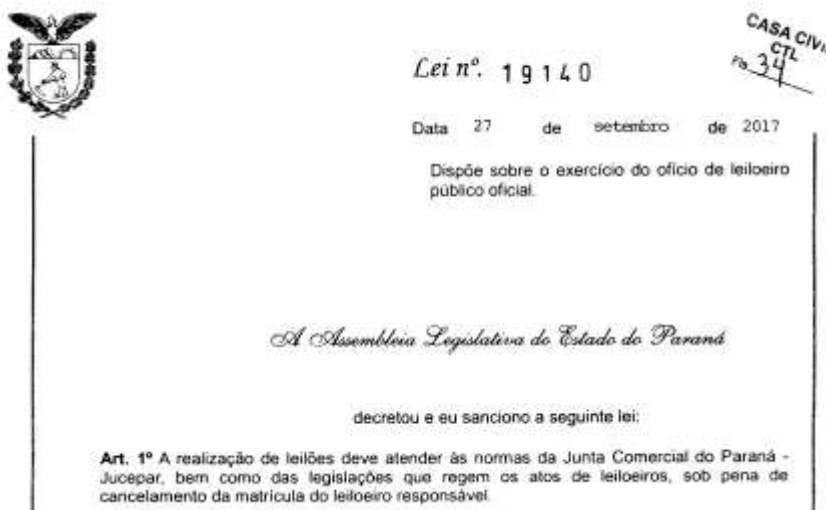 CASA CIVIL
CTL
Fls. 34
Lei nº. 19140
Data 27 de setembro de 2017
Dispõe sobre o exercício do ofício de leiloeiro
público oficial.
A Assembleia Legislativa do Estado do Paraná
decretou e eu sanciono a seguinte lei:
Art. 1º A realização de leilões deve atender às normas da Junta Comercial do Paraná -
Jucepar, bem como das legislações que regem os atos de leiloeiros, sob pena de
cancelamento da matrícula do leiloeiro responsável.